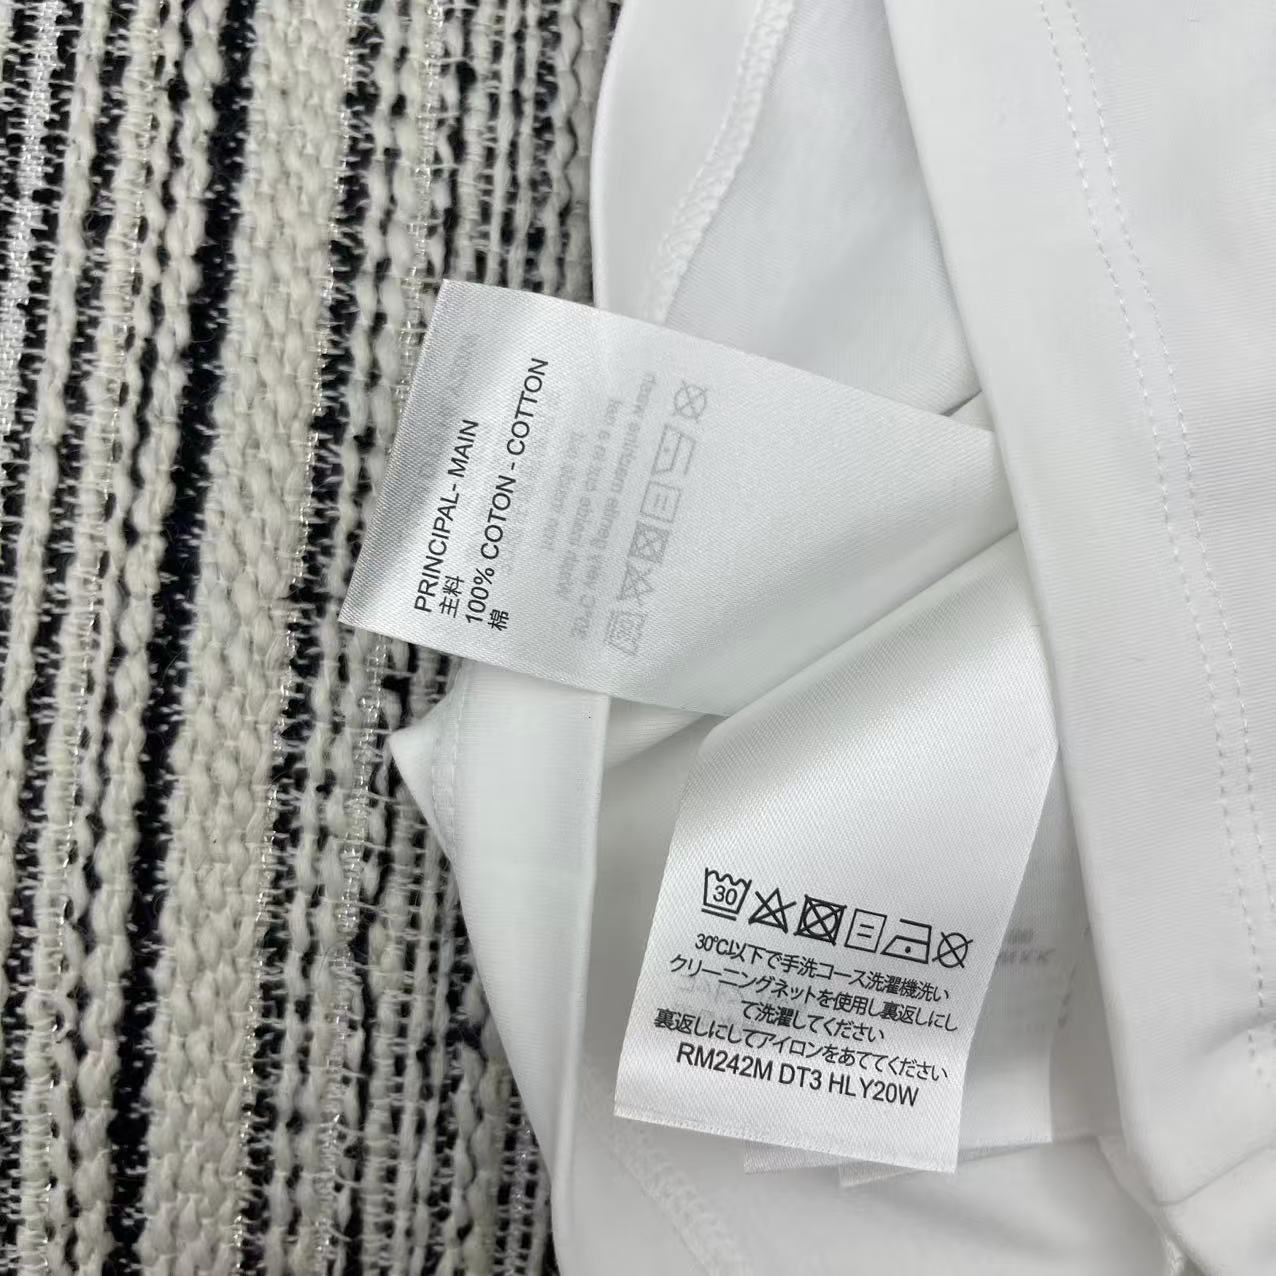 PRINCIPAL- MAIN
主料
100% COTON - COTTON
棉
30
30℃以下で手洗コース洗濯機洗い
クリーニングネットを使用し裏返しにし
て洗濯してください
裏返しにしてアイロンをあててください
RM242M DT3 HLY20W